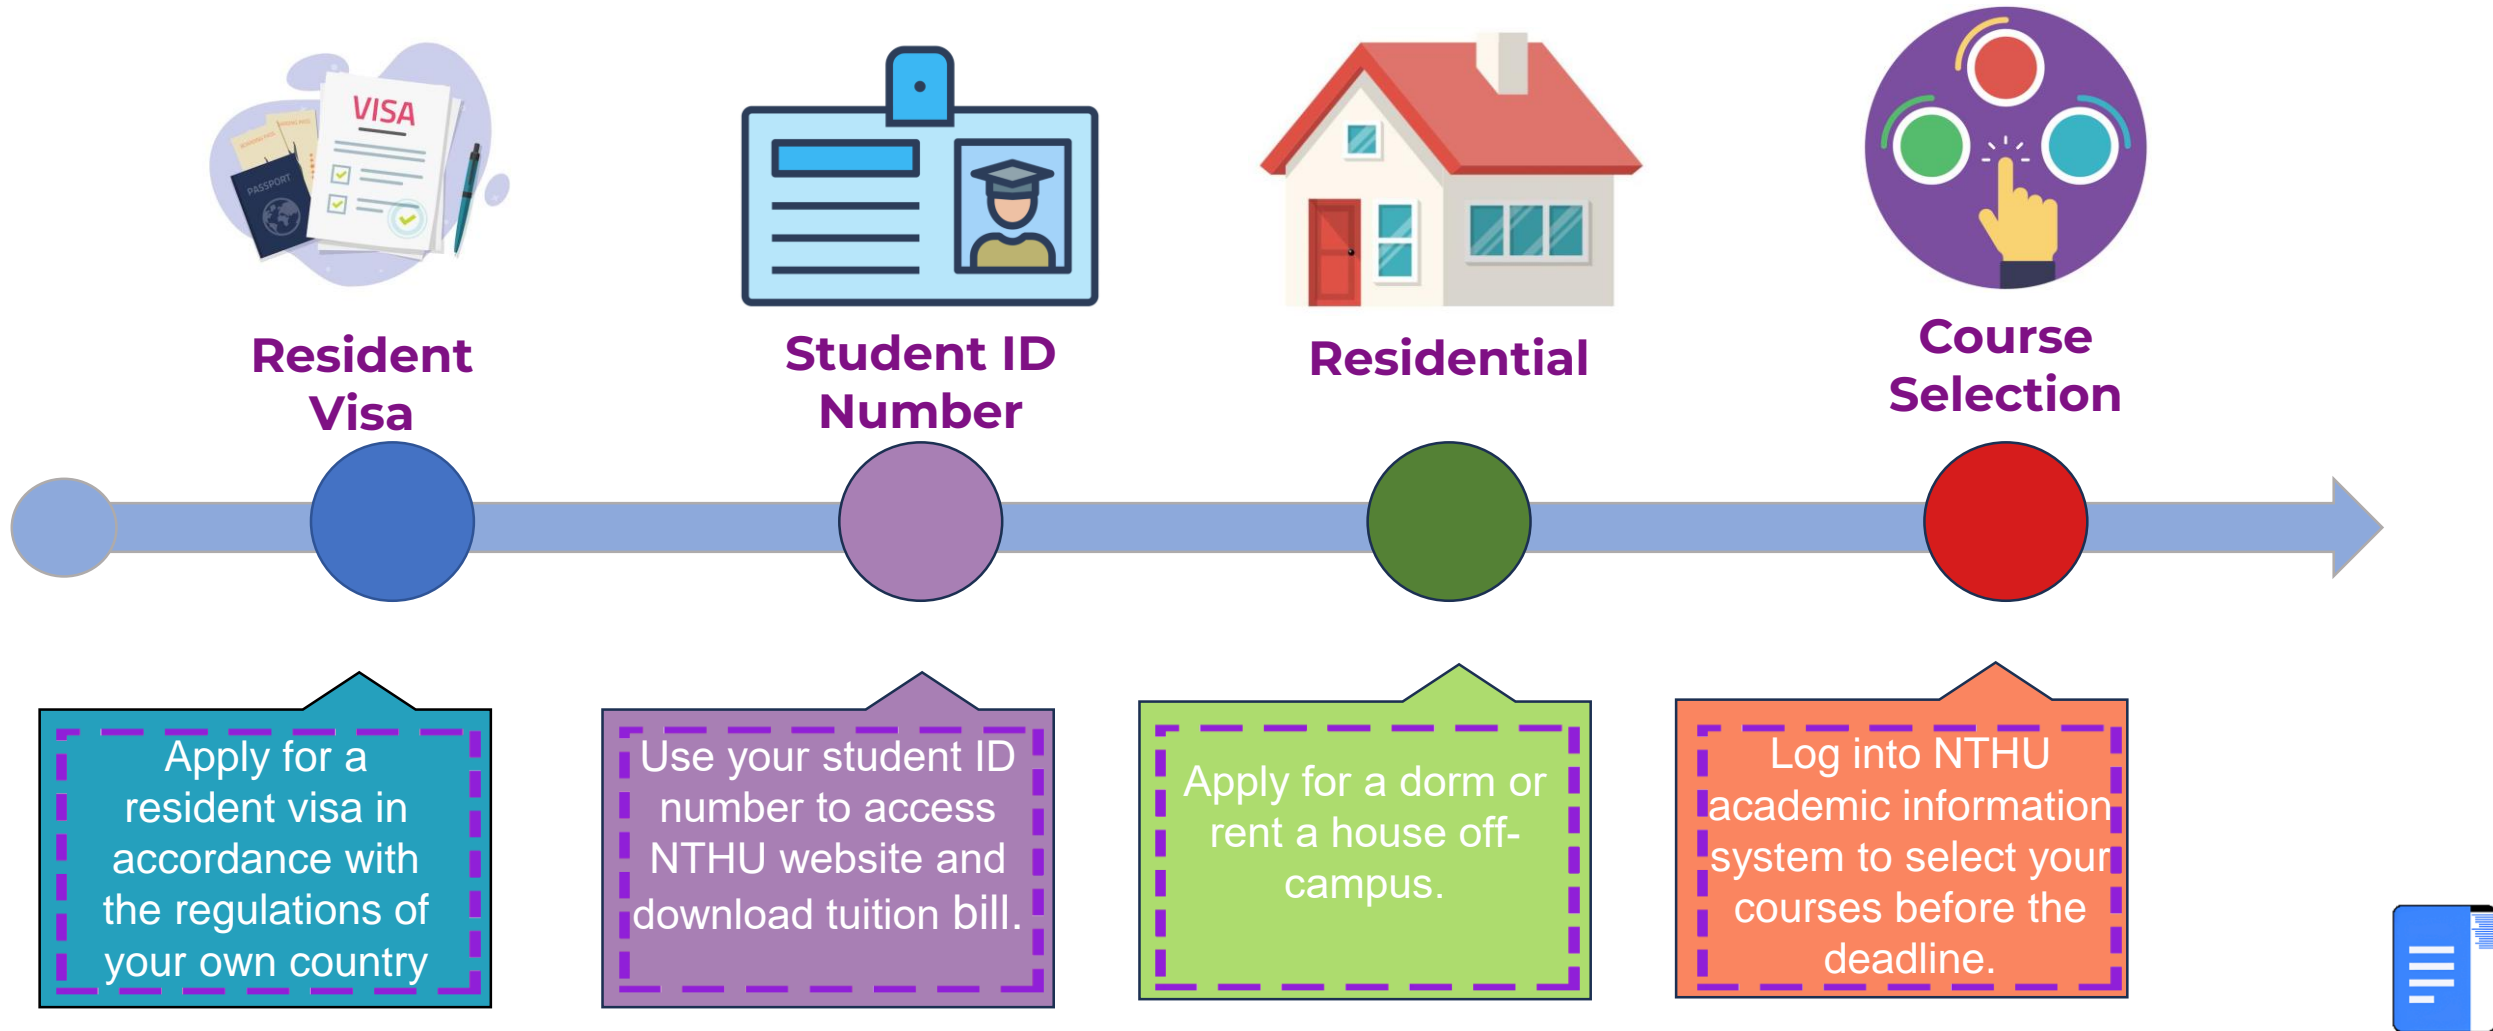 VISA
PASSPORT
Resident
Visa
Student ID
Number
Residential
Course
Selection
Apply for a
resident visa in
accordance with
the regulations of
your own country
Use your student ID
number to access
NTHU website and
download tuition bill.
Apply for a dorm or
rent a house off-
campus.
Log into NTHU
academic information
system to select your
courses before the
deadline.